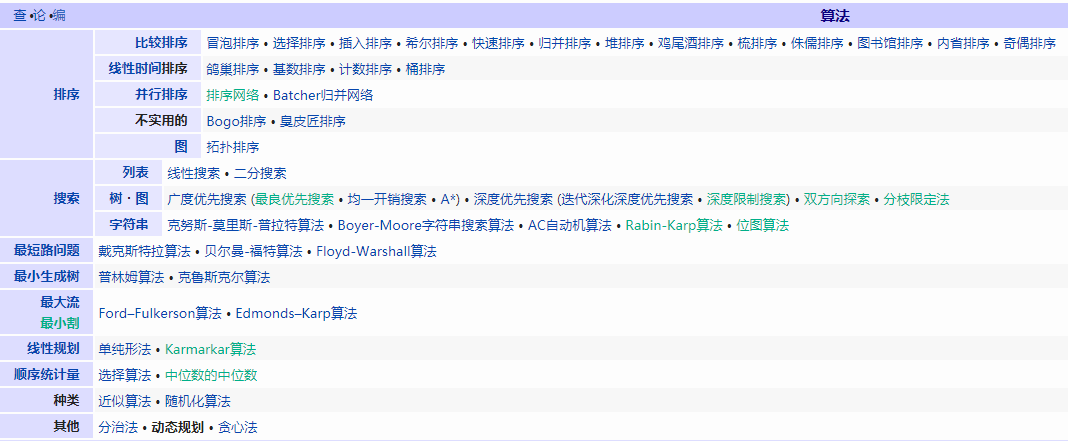 查•论•编 算法
排序
比较排序 冒泡排序 • 选择排序 • 插入排序 • 希尔排序 • 快速排序 • 归并排序 • 堆排序 • 鸡尾酒排序 • 梳排序 • 侏儒排序 • 图书馆排序 • 内省排序 • 奇偶排序
线性时间排序 鸽巢排序 • 基数排序 • 计数排序 • 桶排序
并行排序 排序网络 • Batcher归并网络
不实用的 Bogo排序 • 臭皮匠排序
图 拓扑排序
搜索
列表 线性搜索 • 二分搜索
树・图 广度优先搜索 (最良优先搜索 • 均一开销搜索 • A*) • 深度优先搜索 (迭代深化深度优先搜索 • 深度限制搜索) • 双方向探索 • 分枝限定法
字符串 克努斯-莫里斯-普拉特算法 • Boyer-Moore字符串搜索算法 • AC自动机算法 • Rabin-Karp算法 • 位图算法
最短路问题 戴克斯特拉算法 • 贝尔曼-福特算法 • Floyd-Warshall算法
最小生成树 普林姆算法 • 克鲁斯克尔算法
最大流
最小割
Ford–Fulkerson算法 • Edmonds–Karp算法
线性规划 单纯形法 • Karmarkar算法
顺序统计量 选择算法 • 中位数的中位数
种类 近似算法 • 随机化算法
其他 分治法 • 动态规划 • 贪心法